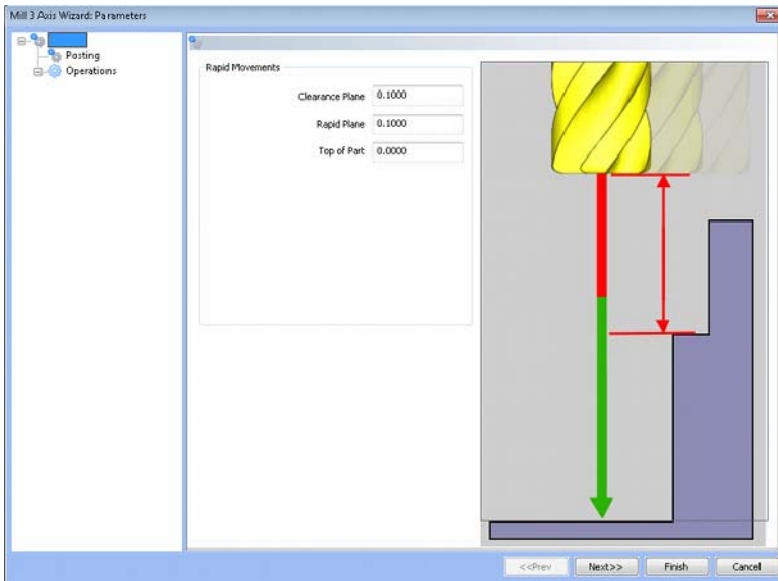 Mill 3 Axis Wizard: Parameters
Posting
Operations
Rapid Movements
Clearance Plane 0.1000
Rapid Plane 0.1000
Top of Part 0.0000
<<Prev Next>> Finish Cancel